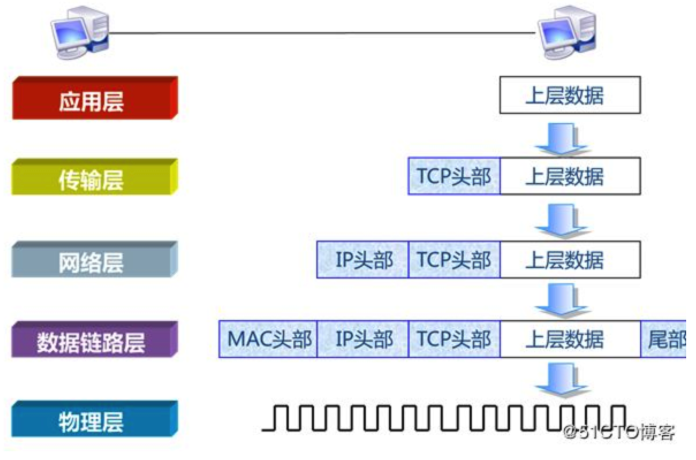 应用层 上层数据
传输层 TCP头部 上层数据
网络层 IP头部 TCP头部 上层数据
数据链路层 MAC头部 IP头部 TCP头部 上层数据 尾部
物理层
@51CTO博客